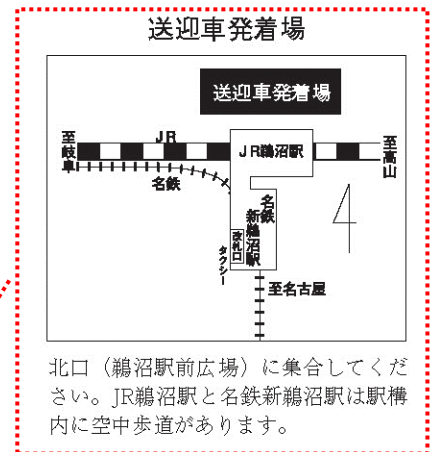 送迎車発着場
送迎車発着場
至岐阜
JR
JR鵜沼駅
至高山
名鉄
名鉄
新鵜沼駅
改札口
タクシー
至名古屋
北口（鵜沼駅前広場）に集合してくだ
さい。JR鵜沼駅と名鉄新鵜沼駅は駅構
内に空中歩道があります。